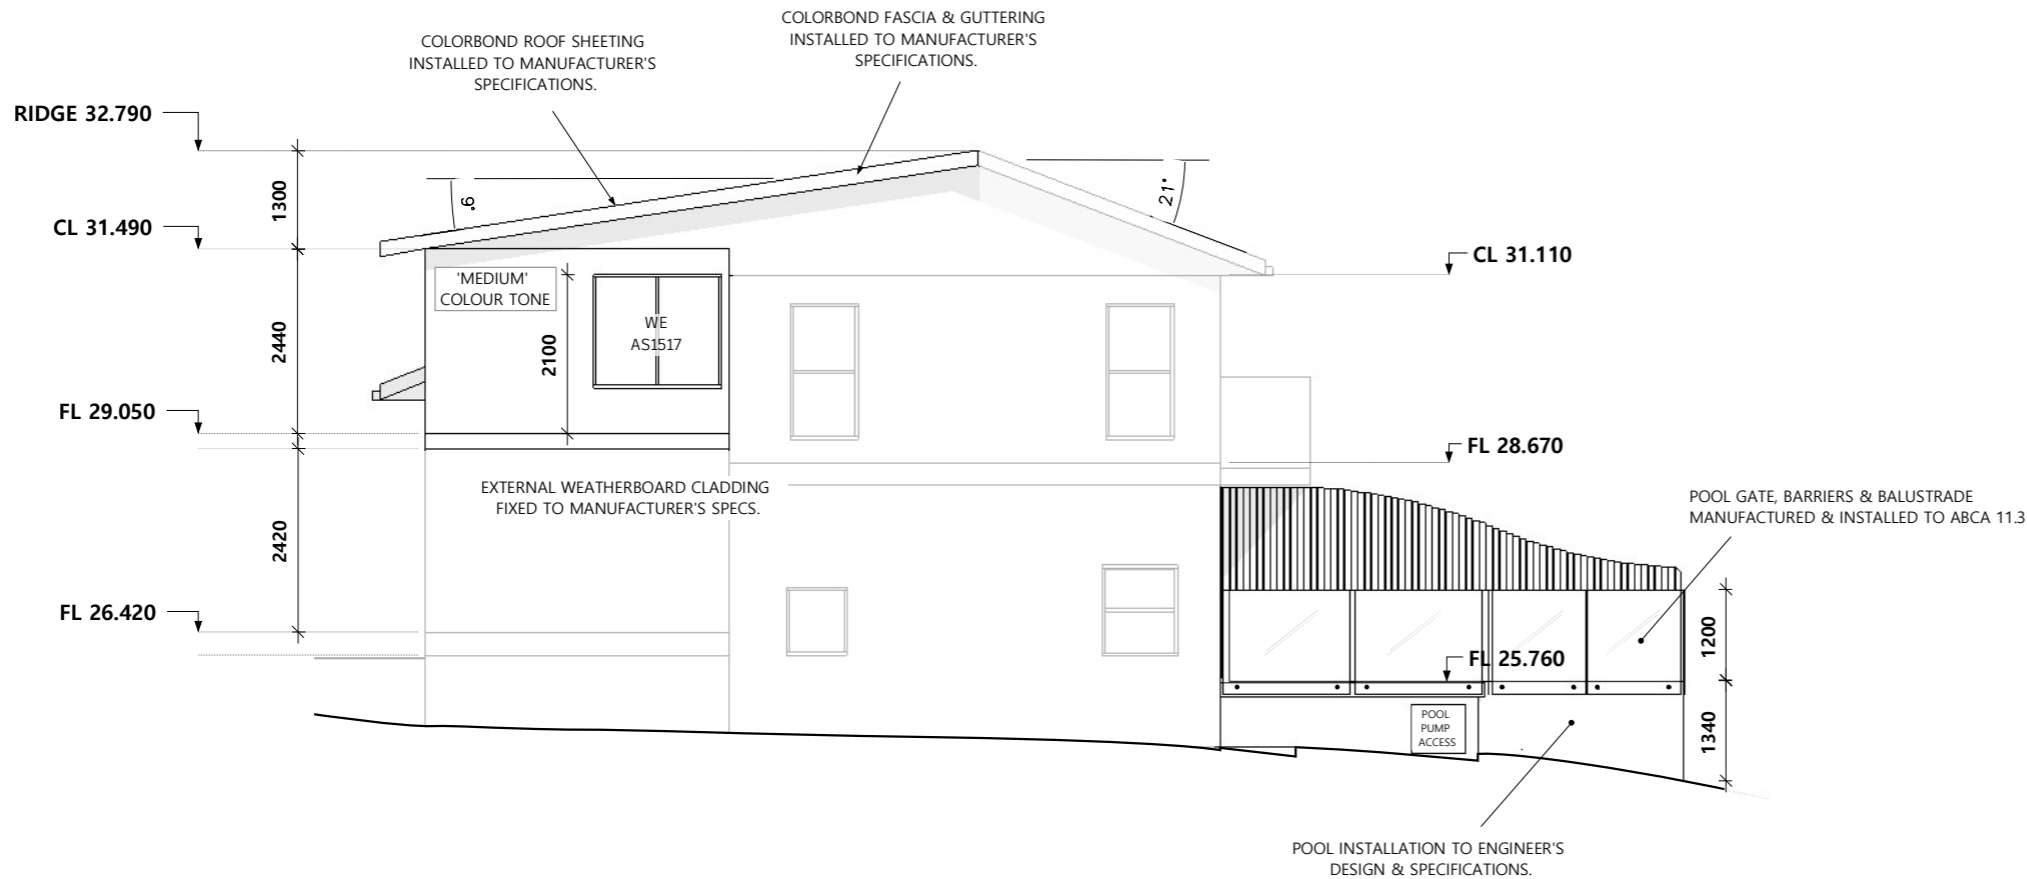 COLORBOND FASCIA & GUTTERING
INSTALLED TO MANUFACTURER'S
SPECIFICATIONS.
COLORBOND ROOF SHEETING
INSTALLED TO MANUFACTURER'S
SPECIFICATIONS.
RIDGE 32.790
1300
9°
21°
CL 31.490
CL 31.110
'MEDIUM'
COLOUR TONE
WE
AS1517
2440
2100
FL 29.050
FL 28.670
EXTERNAL WEATHERBOARD CLADDING
FIXED TO MANUFACTURER'S SPECS.
POOL GATE, BARRIERS & BALUSTRADE
MANUFACTURED & INSTALLED TO ABCA 11.3
2420
FL 26.420
1200
FL 25.760
POOL
PUMP
ACCESS
1340
POOL INSTALLATION TO ENGINEER'S
DESIGN & SPECIFICATIONS.